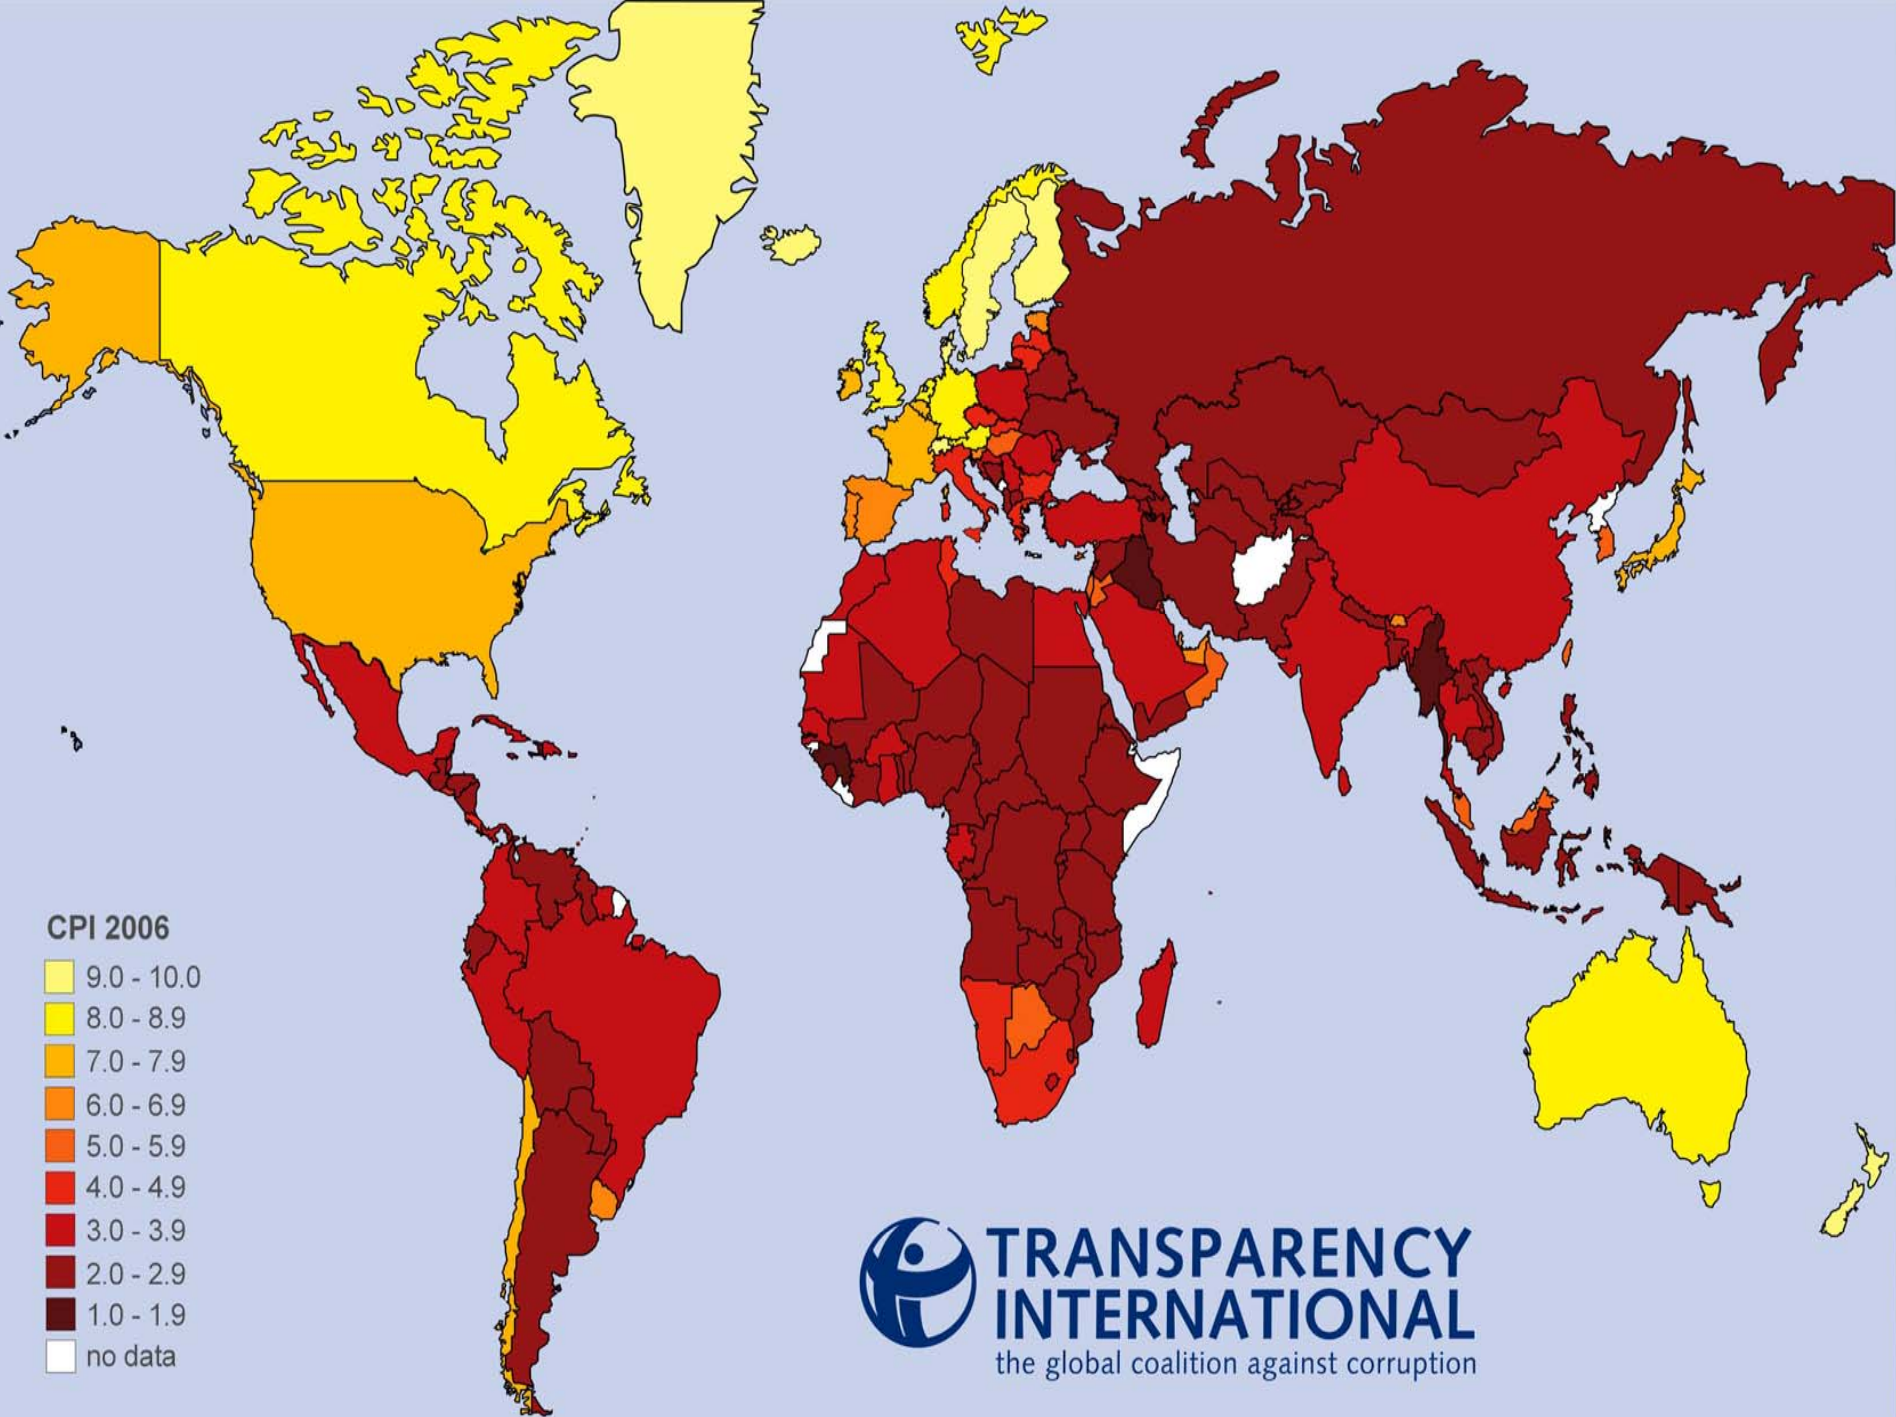 CPI 2006
9.0 - 10.0
8.0 - 8.9
7.0 - 7.9
6.0 - 6.9
5.0 - 5.9
4.0 - 4.9
3.0 - 3.9
2.0 - 2.9
1.0 - 1.9
no data
TRANSPARENCY
INTERNATIONAL
the global coalition against corruption